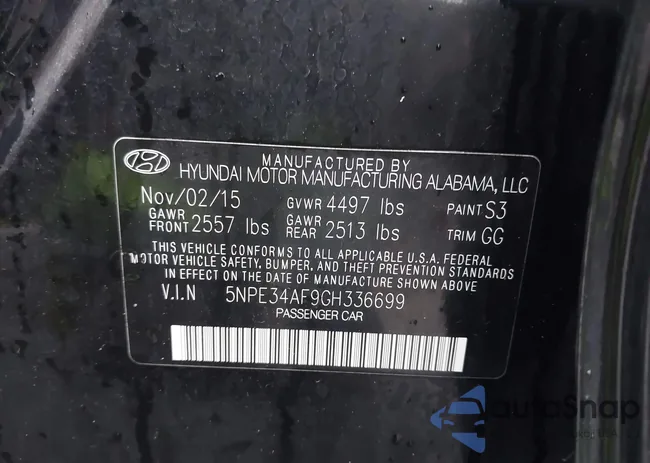 MANUFACTURED BY
HYUNDAI MOTOR MANUFACTURING ALABAMA, LLC
Nov/02/15 GVWR 4497 lbs PAINT S3
GAWR FRONT 2557 lbs GAWR REAR 2513 lbs TRIM GG
THIS VEHICLE CONFORMS TO ALL APPLICABLE U.S.A. FEDERAL
MOTOR VEHICLE SAFETY, BUMPER, AND THEFT PREVENTION STANDARDS
IN EFFECT ON THE DATE OF MANUFACTURE SHOWN ABOVE
V.I.N 5NPE34AF9GH336699
PASSENGER CAR
autoSnap